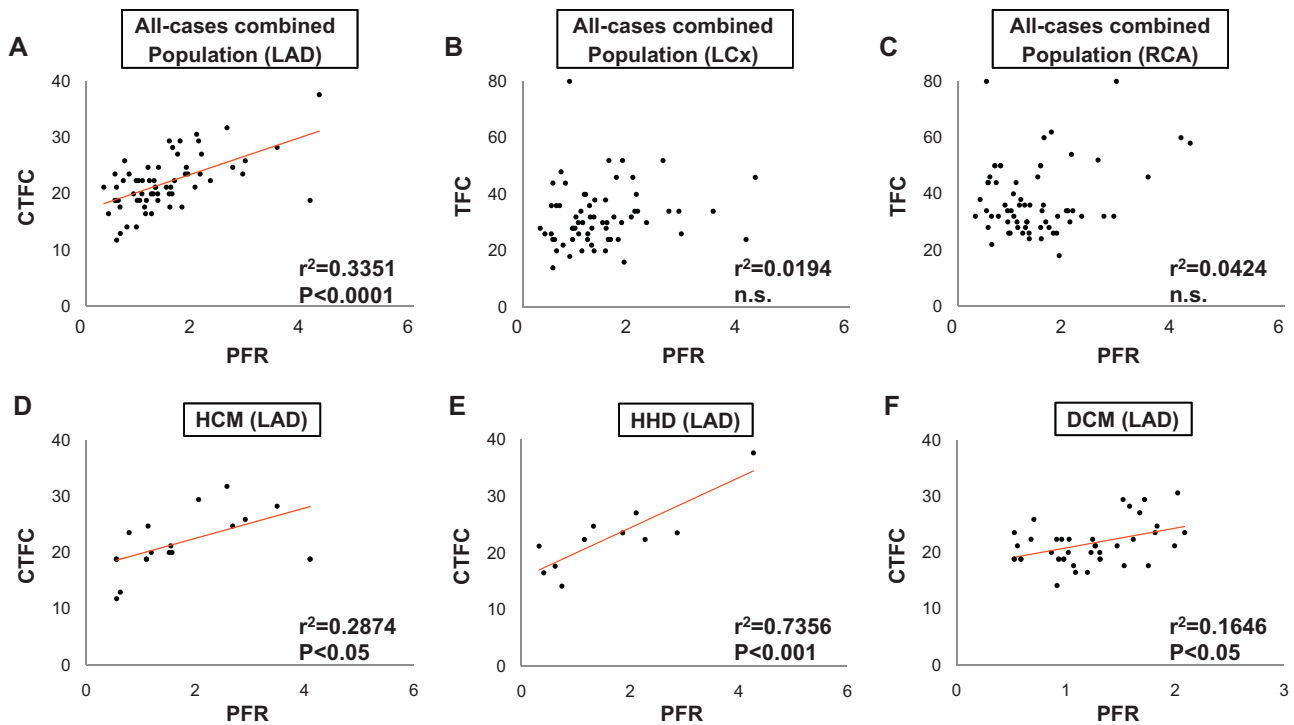 A
All-cases combined
Population (LAD)
40
30
20
10
0
CTFC
0
2
4
6
PFR
r²=0.3351
P<0.0001
B
All-cases combined
Population (LCx)
80
60
40
20
0
TFC
0
2
4
6
PFR
r²=0.0194
n.s.
C
All-cases combined
Population (RCA)
80
60
40
20
0
TFC
0
2
4
6
PFR
r²=0.0424
n.s.
D
HCM (LAD)
40
30
20
10
0
CTFC
0
2
4
6
PFR
r²=0.2874
P<0.05
E
HHD (LAD)
40
30
20
10
0
CTFC
0
2
4
6
PFR
r²=0.7356
P<0.001
F
DCM (LAD)
40
30
20
10
0
CTFC
0
1
2
3
PFR
r²=0.1646
P<0.05